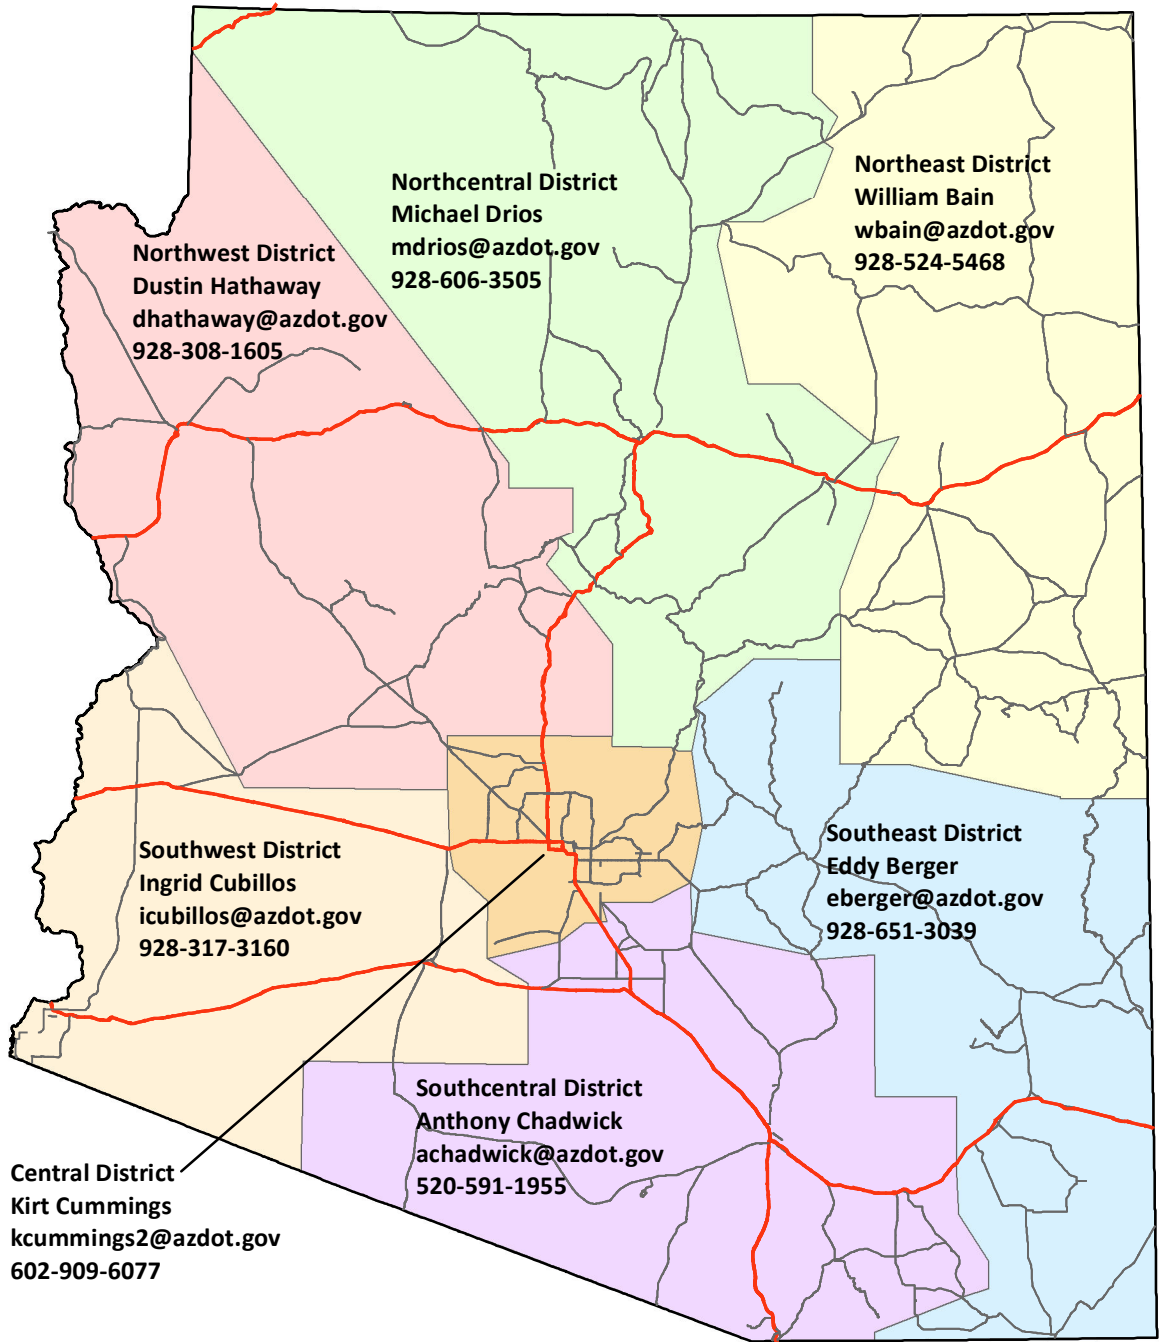 Northcentral District
Michael Drios
mdrios@azdot.gov
928-606-3505
Northeast District
William Bain
wbain@azdot.gov
928-524-5468
Northwest District
Dustin Hathaway
dhathaway@azdot.gov
928-308-1605
Southwest District
Ingrid Cubillos
icubillos@azdot.gov
928-317-3160
Southeast District
Eddy Berger
eberger@azdot.gov
928-651-3039
Southcentral District
Anthony Chadwick
achadwick@azdot.gov
520-591-1955
Central District
Kirt Cummings
kcummings2@azdot.gov
602-909-6077